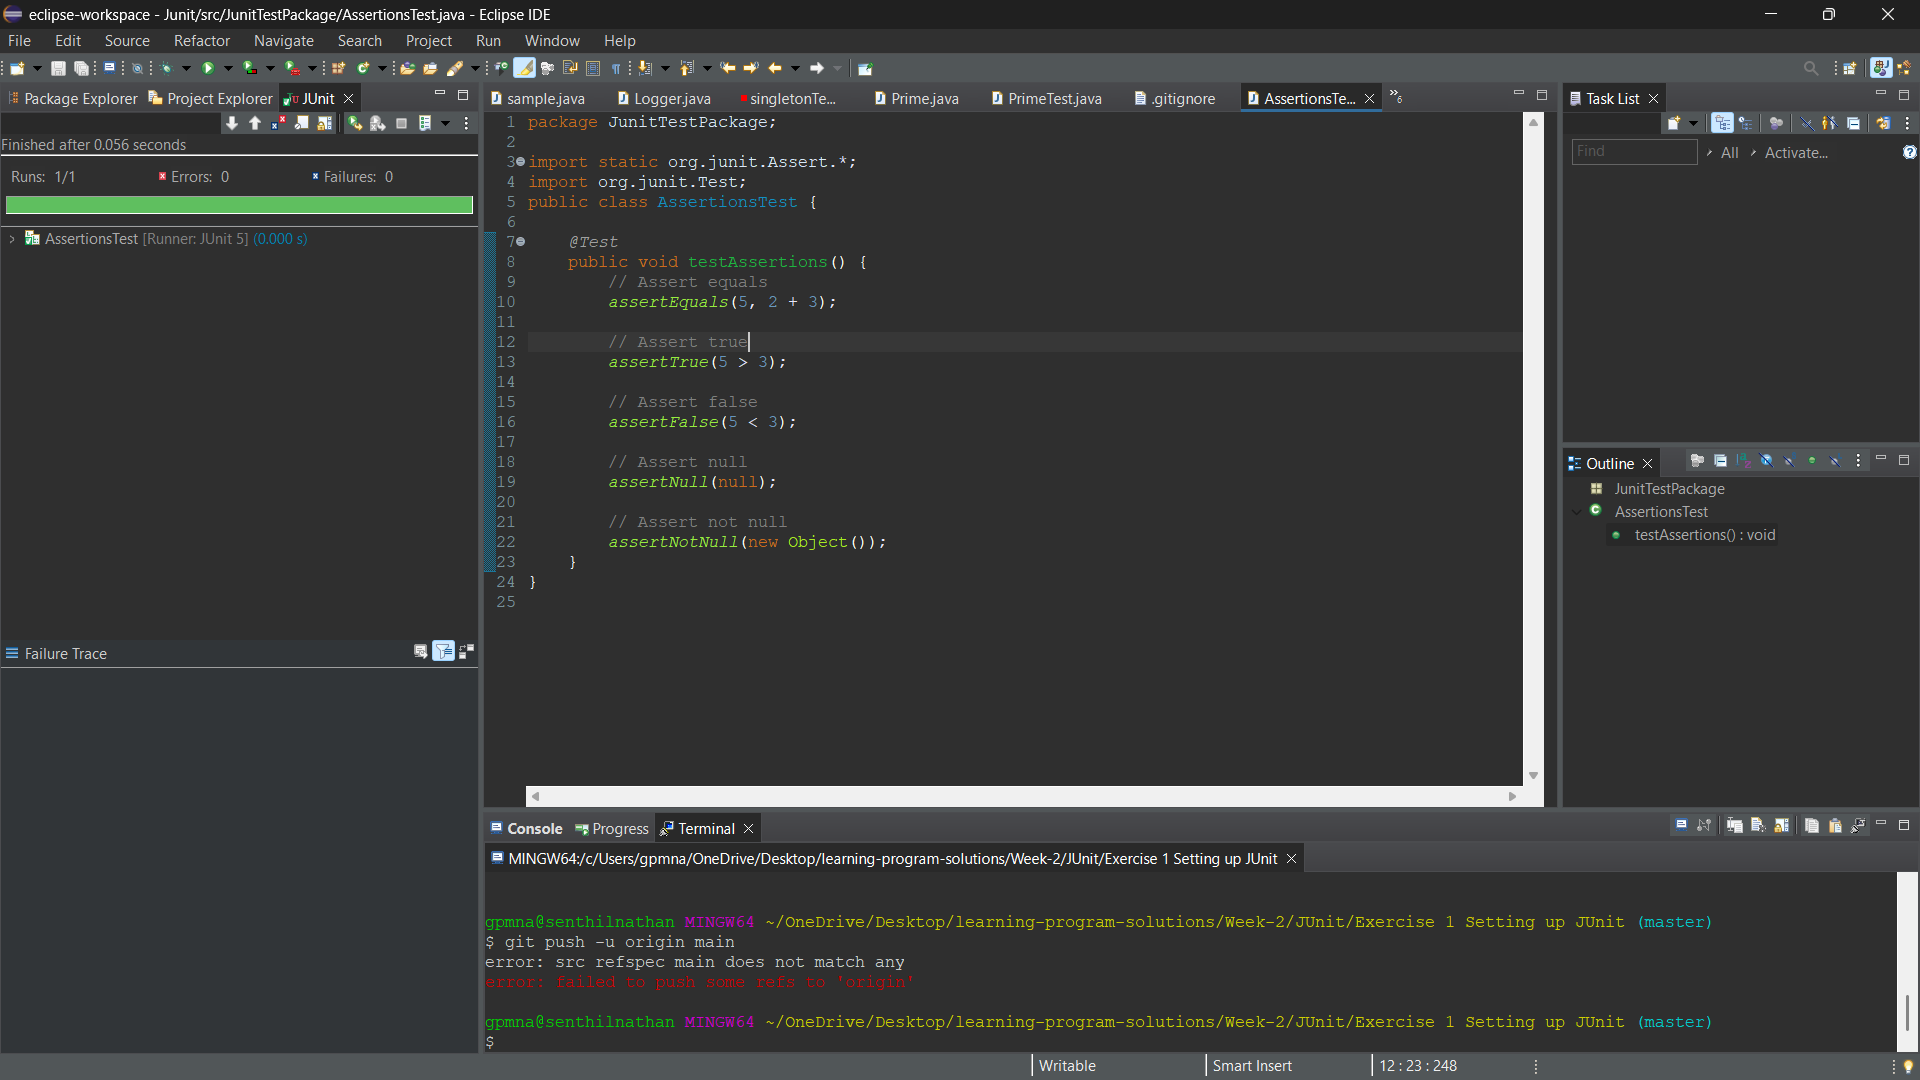 eclipse-workspace - Junit/src/JunitTestPackage/AssertionsTest.java - Eclipse IDE
File Edit Source Refactor Navigate Search Project Run Window Help
Package Explorer Project Explorer JUnit
Finished after 0.056 seconds
Runs: 1/1 Errors: 0 Failures: 0
AssertionsTest [Runner: JUnit 5] (0.000 s)
Failure Trace
sample.java Logger.java singletonTe... Prime.java PrimeTest.java .gitignore AssertionsTe... »6
1 package JunitTestPackage;
2
3 import static org.junit.Assert.*;
4 import org.junit.Test;
5 public class AssertionsTest {
6
7 @Test
8 public void testAssertions() {
9 // Assert equals
10 assertEquals(5, 2 + 3);
11
12 // Assert true
13 assertTrue(5 > 3);
14
15 // Assert false
16 assertFalse(5 < 3);
17
18 // Assert null
19 assertNull(null);
20
21 // Assert not null
22 assertNotNull(new Object());
23 }
24 }
25
Task List
Find All Activate...
Outline
JunitTestPackage
AssertionsTest
testAssertions() : void
Console Progress Terminal
MINGW64:/c/Users/gpmna/OneDrive/Desktop/learning-program-solutions/Week-2/JUnit/Exercise 1 Setting up JUnit
gpmna@senthilnathan MINGW64 ~/OneDrive/Desktop/learning-program-solutions/Week-2/JUnit/Exercise 1 Setting up JUnit (master)
$ git push -u origin main
error: src refspec main does not match any
error: failed to push some refs to 'origin'
gpmna@senthilnathan MINGW64 ~/OneDrive/Desktop/learning-program-solutions/Week-2/JUnit/Exercise 1 Setting up JUnit (master)
$
Writable Smart Insert 12 : 23 : 248